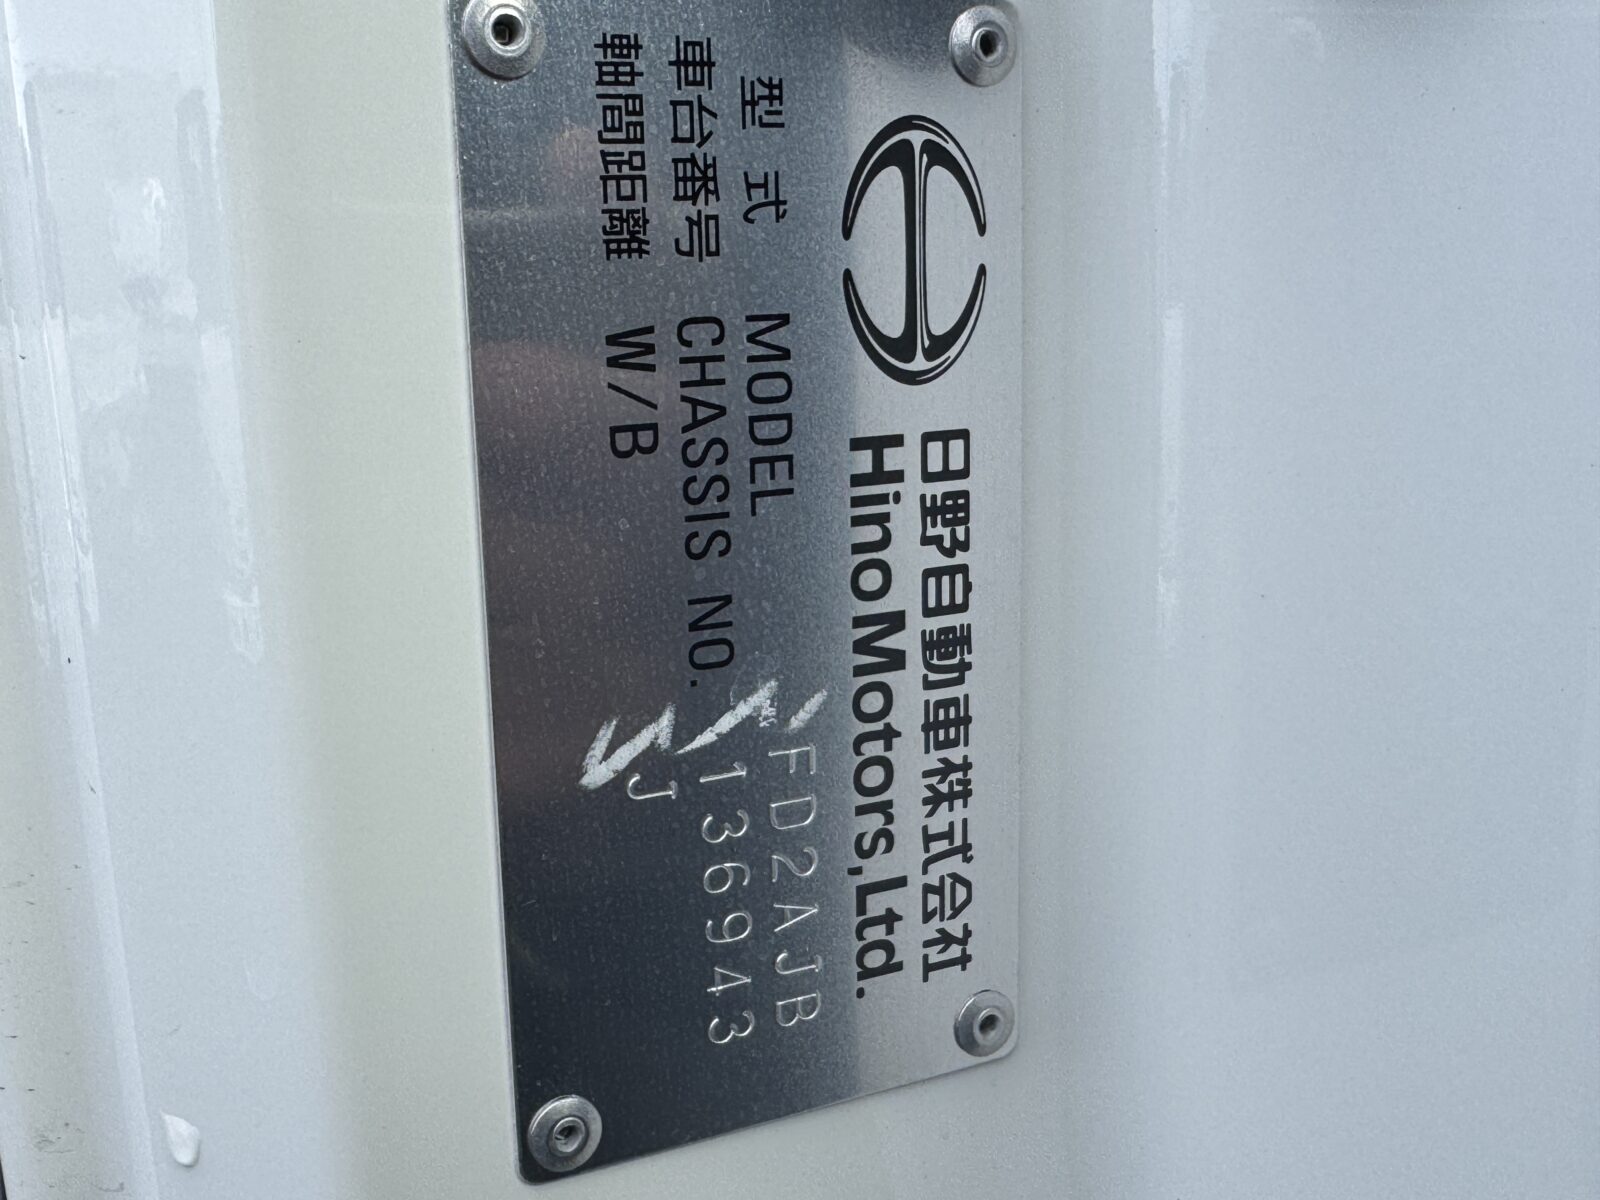 日野自動車株式会社
Hino Motors,Ltd.
型式 MODEL FD2AJB
車台番号 CHASSIS NO. 136943
軸間距離 W/B J